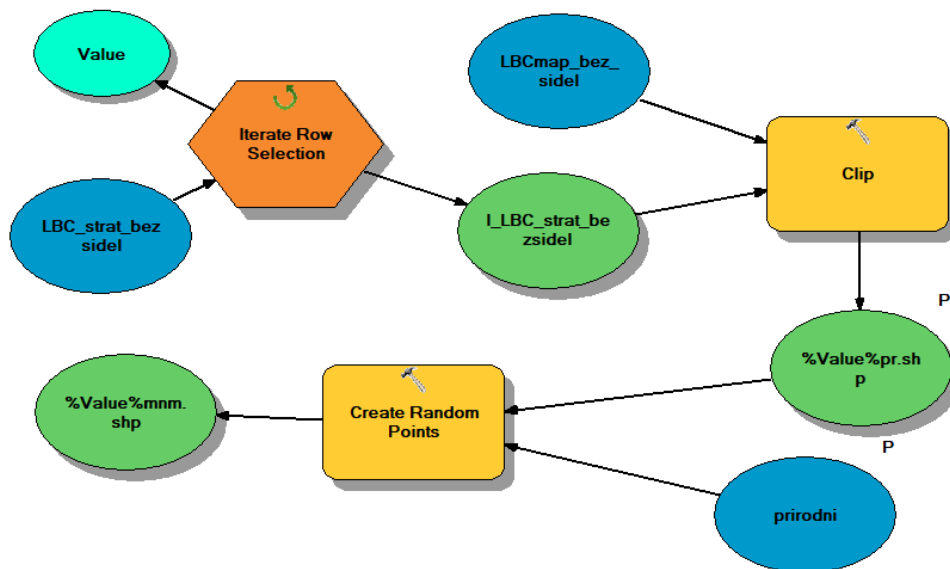 Value
LBCmap_bez_
sidel
Iterate Row
Selection
Clip
LBC_strat_bez
sidel
I_LBC_strat_be
zsidel
P
%Value%pr.sh
p
%Value%mnm.
shp
Create Random
Points
P
prirodni